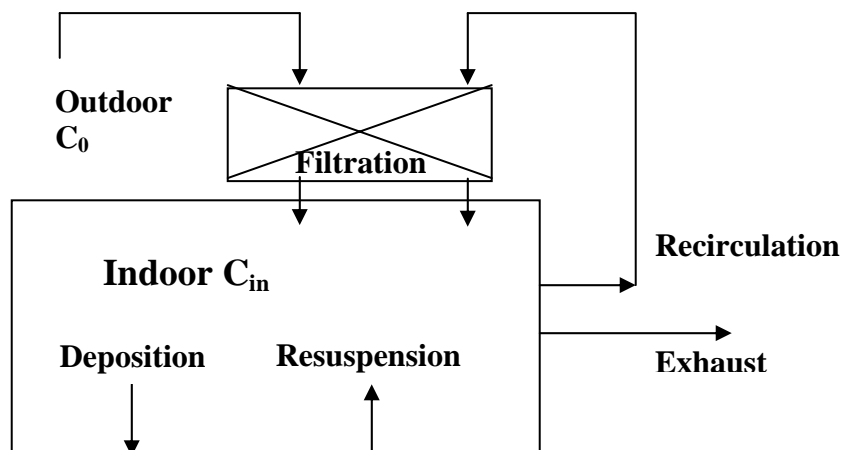 Outdoor
C₀
Filtration
Recirculation
Indoor Cᵢₙ
Deposition
Resuspension
Exhaust